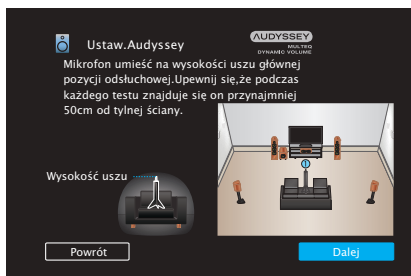 Ustaw.Audyssey
AUDYSSEY
MULTEQ
DYNAMIC VOLUME
Mikrofon umieść na wysokości uszu głównej
pozycji odsłuchowej.Upewnij się,że podczas
każdego testu znajduje się on przynajmniej
50cm od tylnej ściany.
Wysokość uszu
Powrót
Dalej